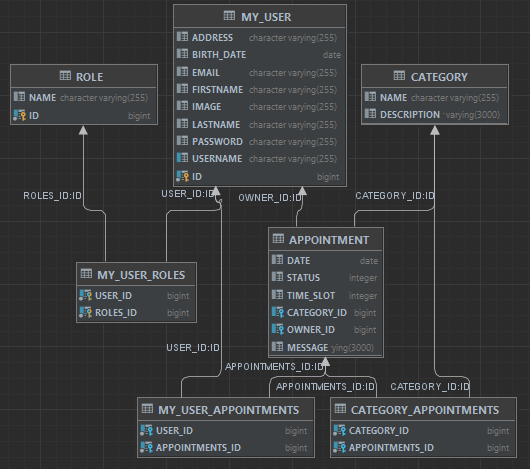 MY_USER
ADDRESS character varying(255)
BIRTH_DATE date
EMAIL character varying(255)
FIRSTNAME character varying(255)
IMAGE character varying(255)
LASTNAME character varying(255)
PASSWORD character varying(255)
USERNAME character varying(255)
ID bigint
ROLE
NAME character varying(255)
ID bigint
CATEGORY
NAME character varying(255)
DESCRIPTION varying(3000)
ROLES_ID:ID
USER_ID:ID
OWNER_ID:ID
CATEGORY_ID:ID
APPOINTMENT
DATE date
STATUS integer
TIME_SLOT integer
CATEGORY_ID bigint
OWNER_ID bigint
MESSAGE ying(3000)
MY_USER_ROLES
USER_ID bigint
ROLES_ID bigint
USER_ID:ID
APPOINTMENTS_ID:ID
APPOINTMENTS_ID:ID
CATEGORY_ID:ID
MY_USER_APPOINTMENTS
USER_ID bigint
APPOINTMENTS_ID bigint
CATEGORY_APPOINTMENTS
CATEGORY_ID bigint
APPOINTMENTS_ID bigint